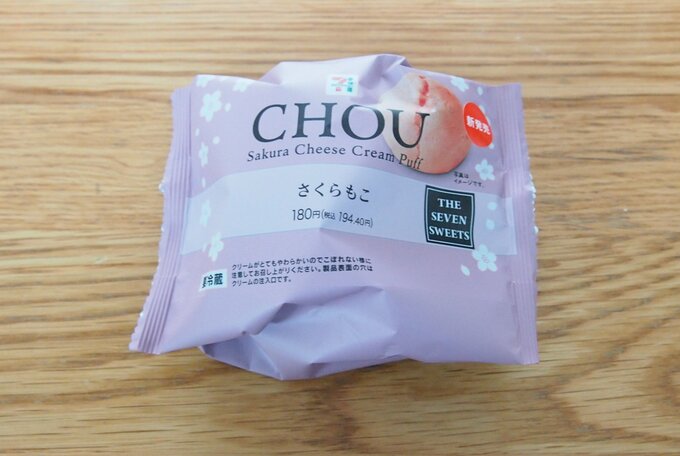 CHOU
新発売
Sakura Cheese Cream Puff
写真は
イメージです。
さくらもこ
180円(税込 194.40円)
THE
SEVEN
SWEETS
要冷蔵
クリームがとてもやわらかいのでこぼれない様に
注意してお召し上がりください。製品表面の穴は
クリームの注入口です。